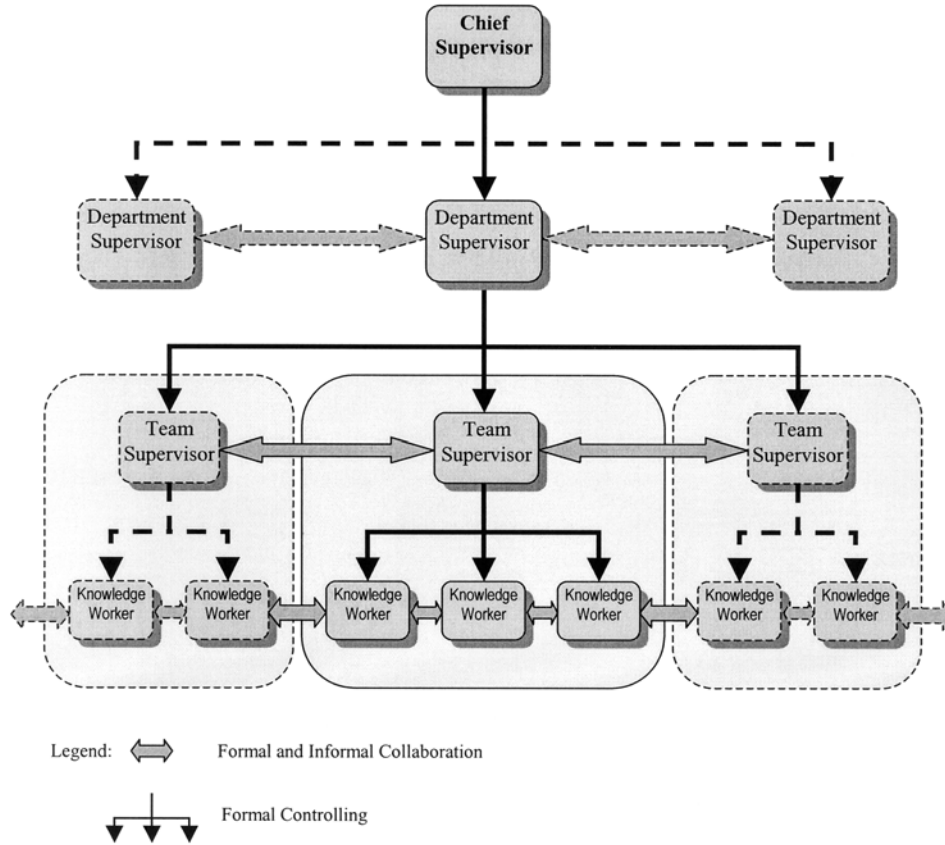 Chief
Supervisor
Department
Supervisor
Department
Supervisor
Department
Supervisor
Team
Supervisor
Team
Supervisor
Team
Supervisor
Knowledge
Worker
Knowledge
Worker
Knowledge
Worker
Knowledge
Worker
Knowledge
Worker
Knowledge
Worker
Knowledge
Worker
Legend:
Formal and Informal Collaboration
Formal Controlling